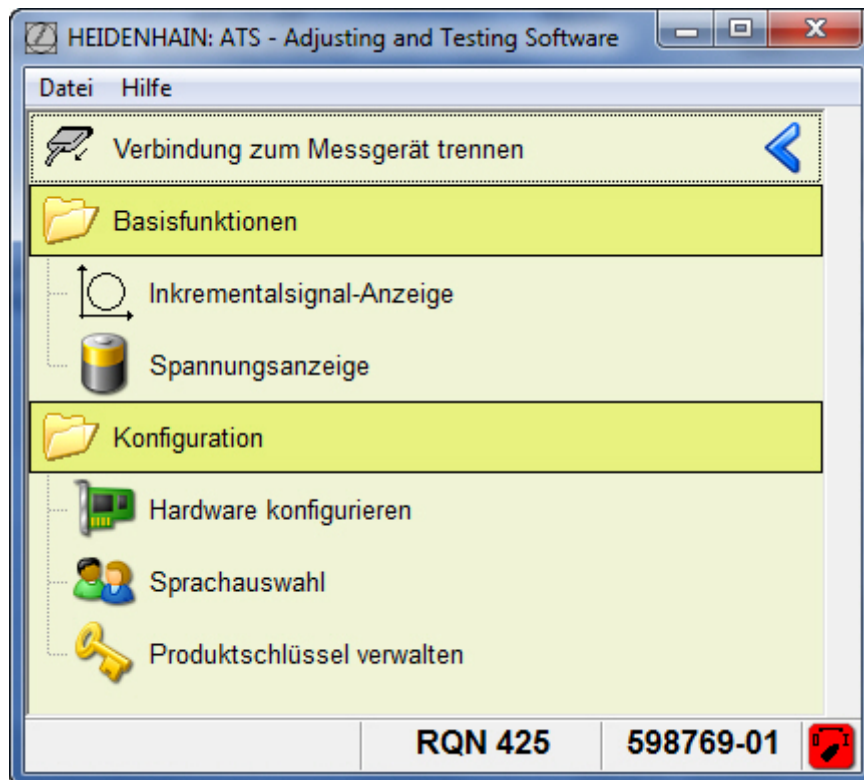 HEIDENHAIN: ATS - Adjusting and Testing Software
Datei Hilfe
Verbindung zum Messgerät trennen
Basisfunktionen
Inkrementalsignal-Anzeige
Spannungsanzeige
Konfiguration
Hardware konfigurieren
Sprachauswahl
Produktschlüssel verwalten
RQN 425 598769-01